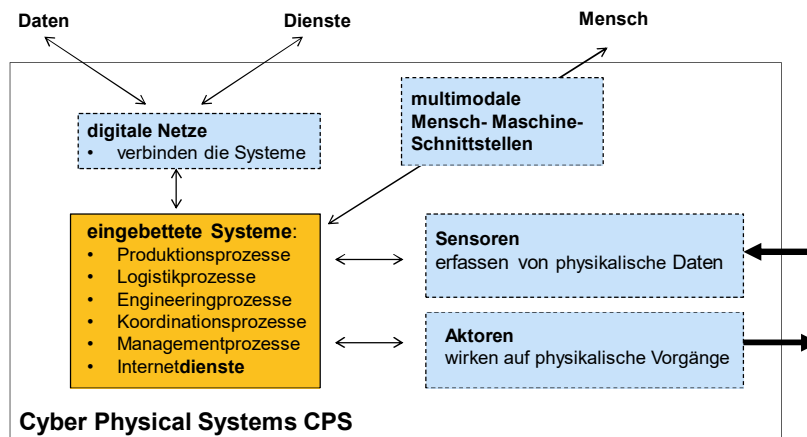 Daten
Dienste
Mensch
digitale Netze
• verbinden die Systeme
multimodale
Mensch- Maschine-
Schnittstellen
eingebettete Systeme:
• Produktionsprozesse
• Logistikprozesse
• Engineeringprozesse
• Koordinationsprozesse
• Managementprozesse
• Internetdienste
Sensoren
erfassen von physikalische Daten
Aktoren
wirken auf physikalische Vorgänge
Cyber Physical Systems CPS